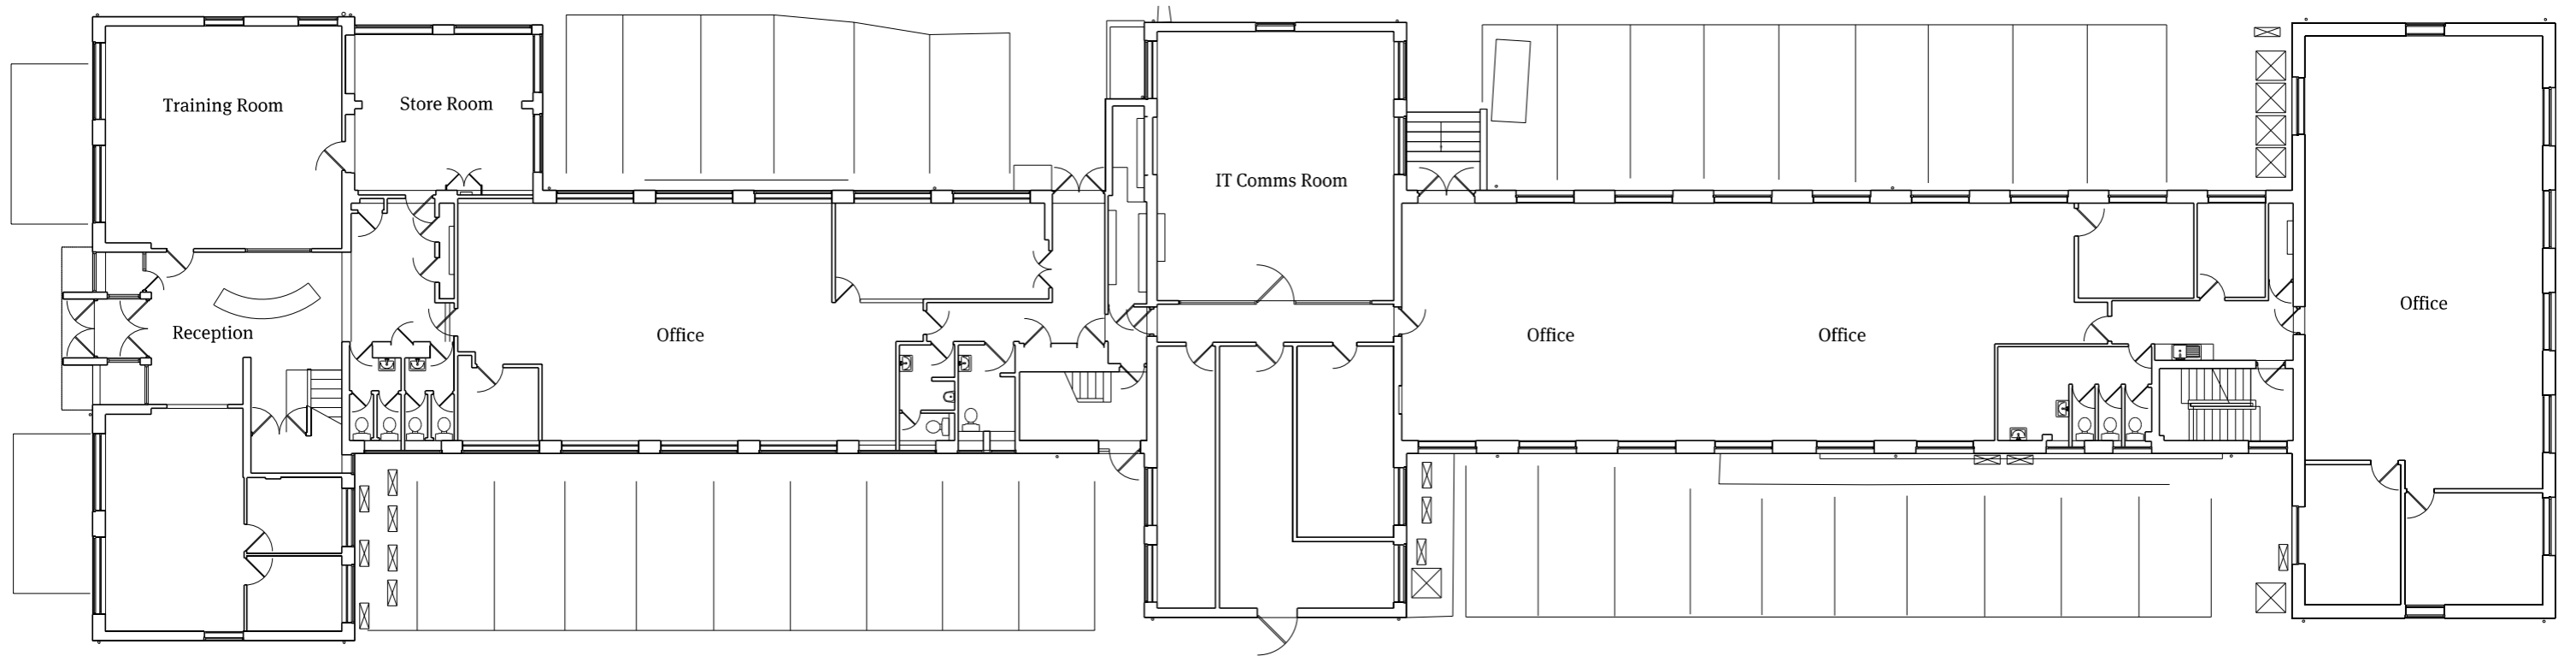 Training Room
Store Room
IT Comms Room
Reception
Office
Office
Office
Office